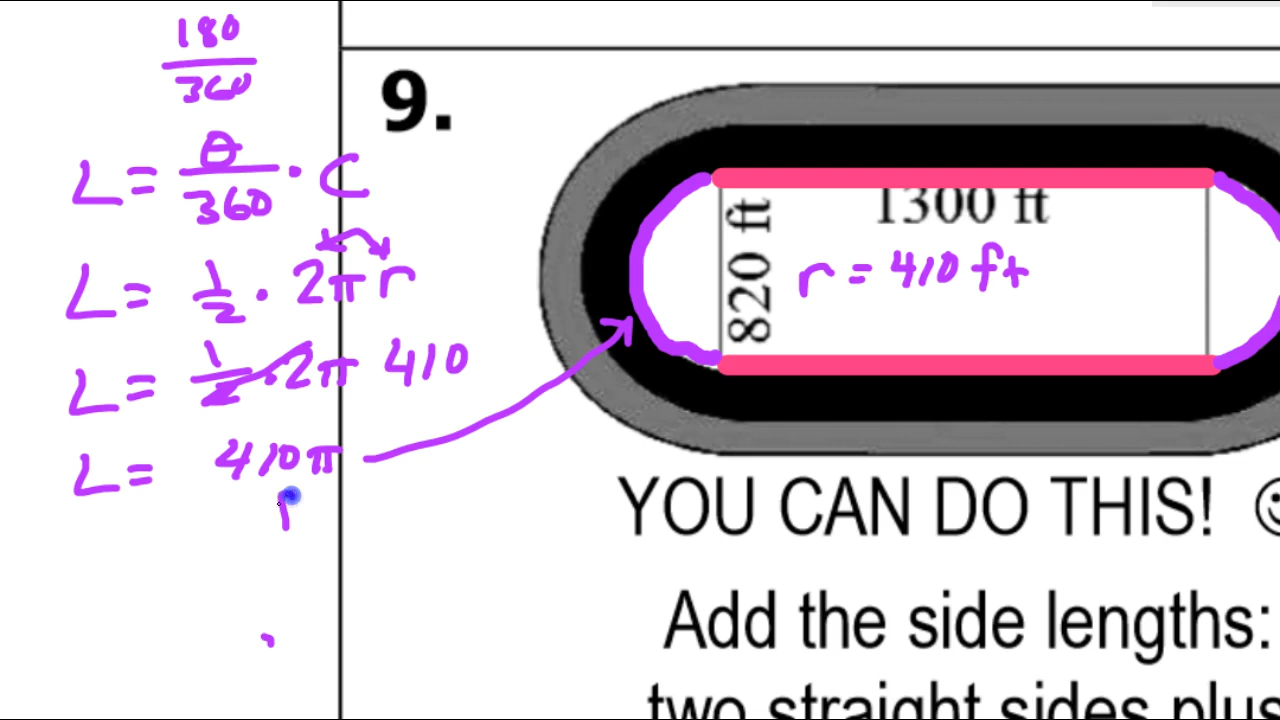 180
360
L = θ/360 · C
L = 1/2 · 2πr
L = 1/2 · 2π 410
L = 410π
9.
1300 ft
820 ft
r = 410 ft
YOU CAN DO THIS! ☺
Add the side lengths:
two straight sides plus